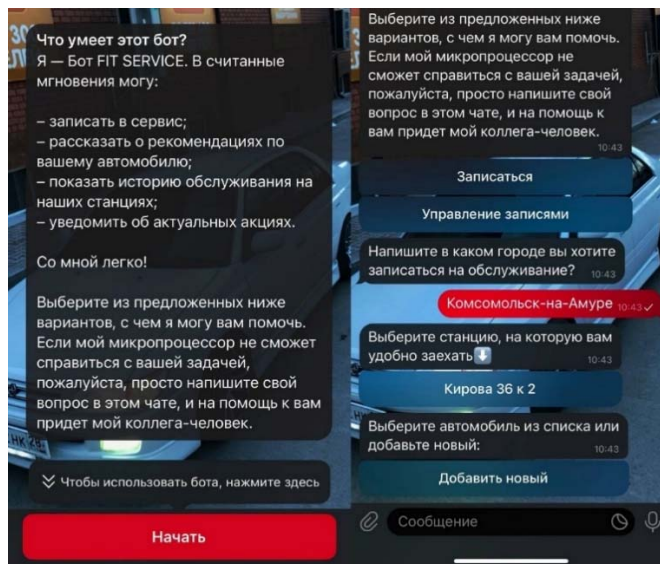 Что умеет этот бот?
Я — Бот FIT SERVICE. В считанные
мгновения могу:
– записать в сервис;
– рассказать о рекомендациях по
вашему автомобилю;
– показать историю обслуживания на
наших станциях;
– уведомить об актуальных акциях.
Со мной легко!
Выберите из предложенных ниже
вариантов, с чем я могу вам помочь.
Если мой микропроцессор не сможет
справиться с вашей задачей,
пожалуйста, просто напишите свой
вопрос в этом чате, и на помощь к вам
придет мой коллега-человек.
Чтобы использовать бота, нажмите здесь
Начать
Выберите из предложенных ниже
вариантов, с чем я могу вам помочь.
Если мой микропроцессор не
сможет справиться с вашей задачей,
пожалуйста, просто напишите свой
вопрос в этом чате, и на помощь к
вам придет мой коллега-человек.
10:43
Записаться
Управление записями
Напишите в каком городе вы хотите
записаться на обслуживание? 10:43
Комсомольск-на-Амуре 10:43
Выберите станцию, на которую вам
удобно заехать 10:43
Кирова 36 к 2
Выберите автомобиль из списка или
добавьте новый: 10:43
Добавить новый
Сообщение